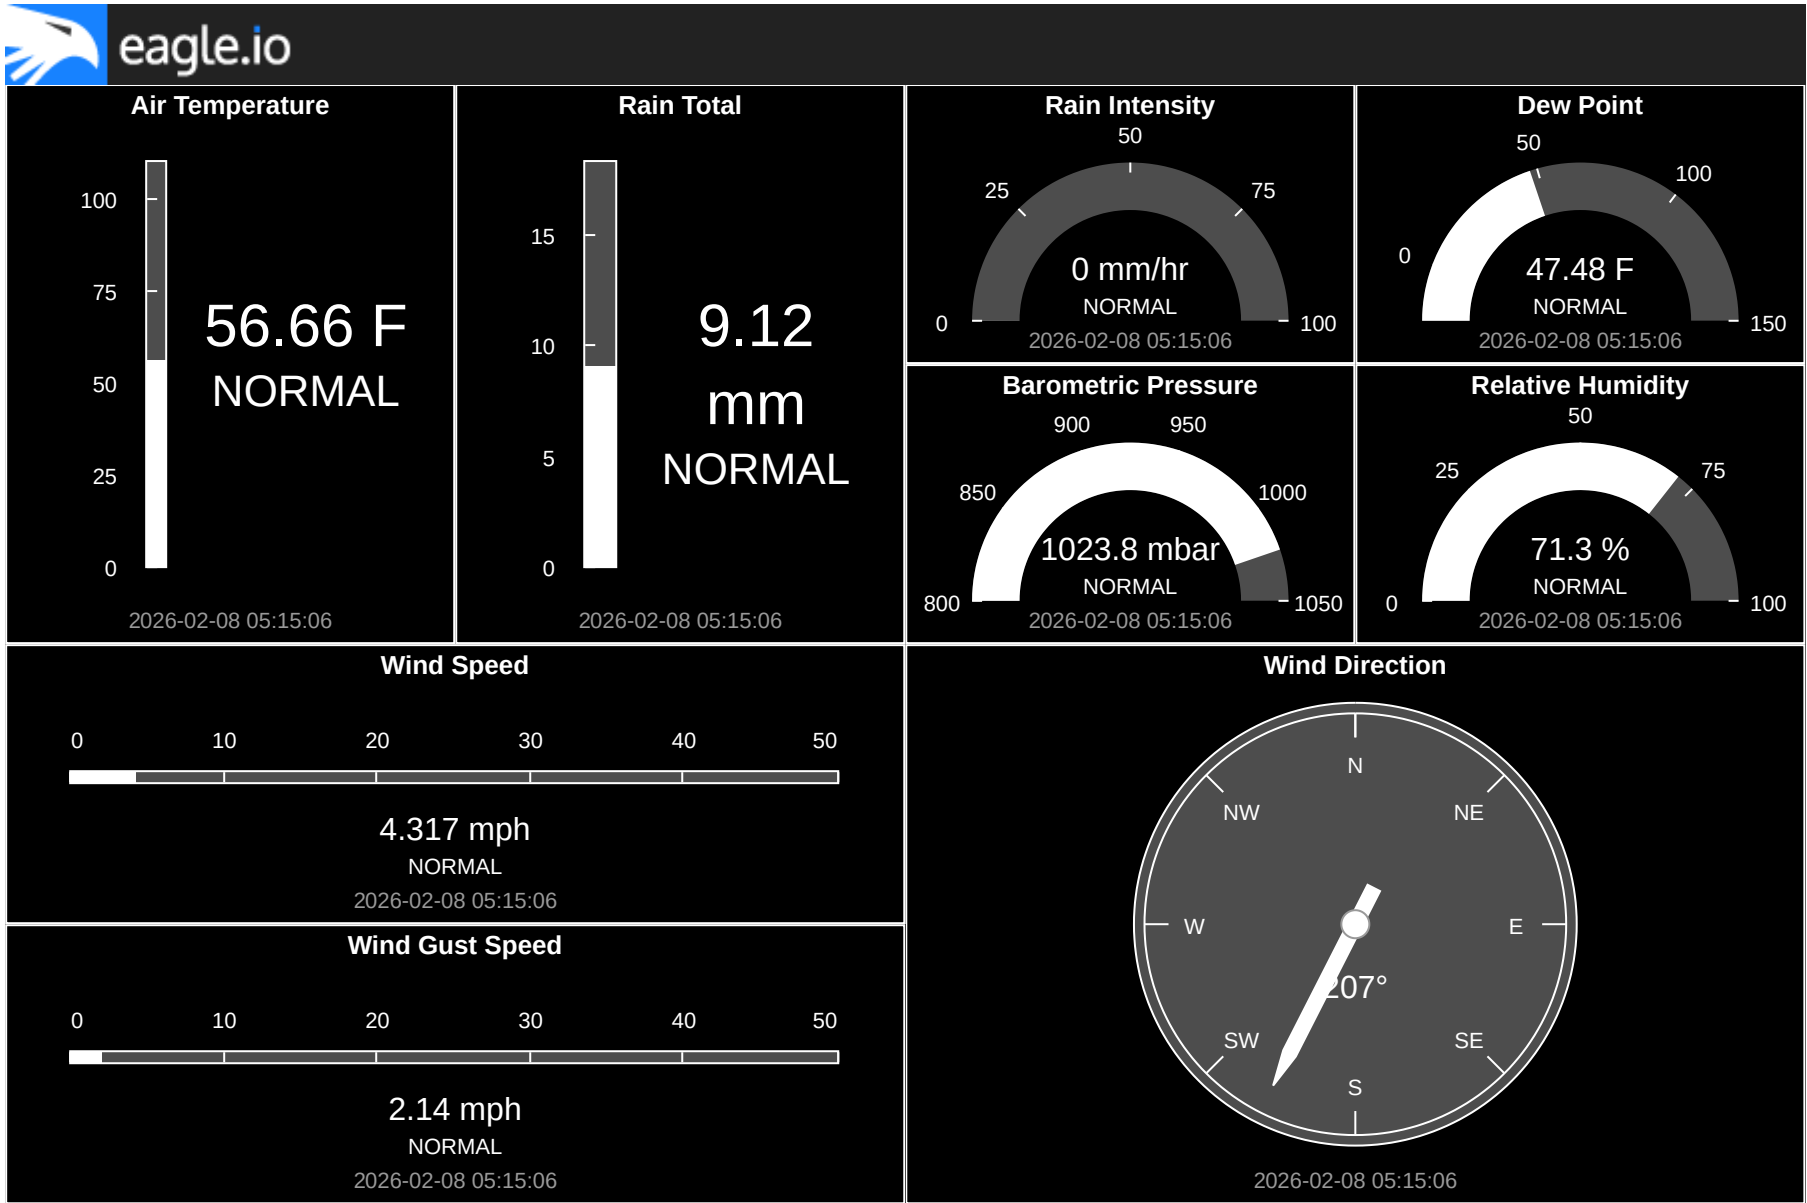 eagle.io
Air Temperature
100
75
50
25
0
56.66 F
NORMAL
2026-02-08 05:15:06
Rain Total
15
10
5
0
9.12
mm
NORMAL
2026-02-08 05:15:06
Rain Intensity
0
25
50
75
100
0 mm/hr
NORMAL
2026-02-08 05:15:06
Dew Point
0
50
100
150
47.48 F
NORMAL
2026-02-08 05:15:06
Barometric Pressure
800
850
900
950
1000
1050
1023.8 mbar
NORMAL
2026-02-08 05:15:06
Relative Humidity
0
25
50
75
100
71.3 %
NORMAL
2026-02-08 05:15:06
Wind Speed
0 10 20 30 40 50
4.317 mph
NORMAL
2026-02-08 05:15:06
Wind Gust Speed
0 10 20 30 40 50
2.14 mph
NORMAL
2026-02-08 05:15:06
Wind Direction
N
NW NE
W E
207°
SW SE
S
2026-02-08 05:15:06